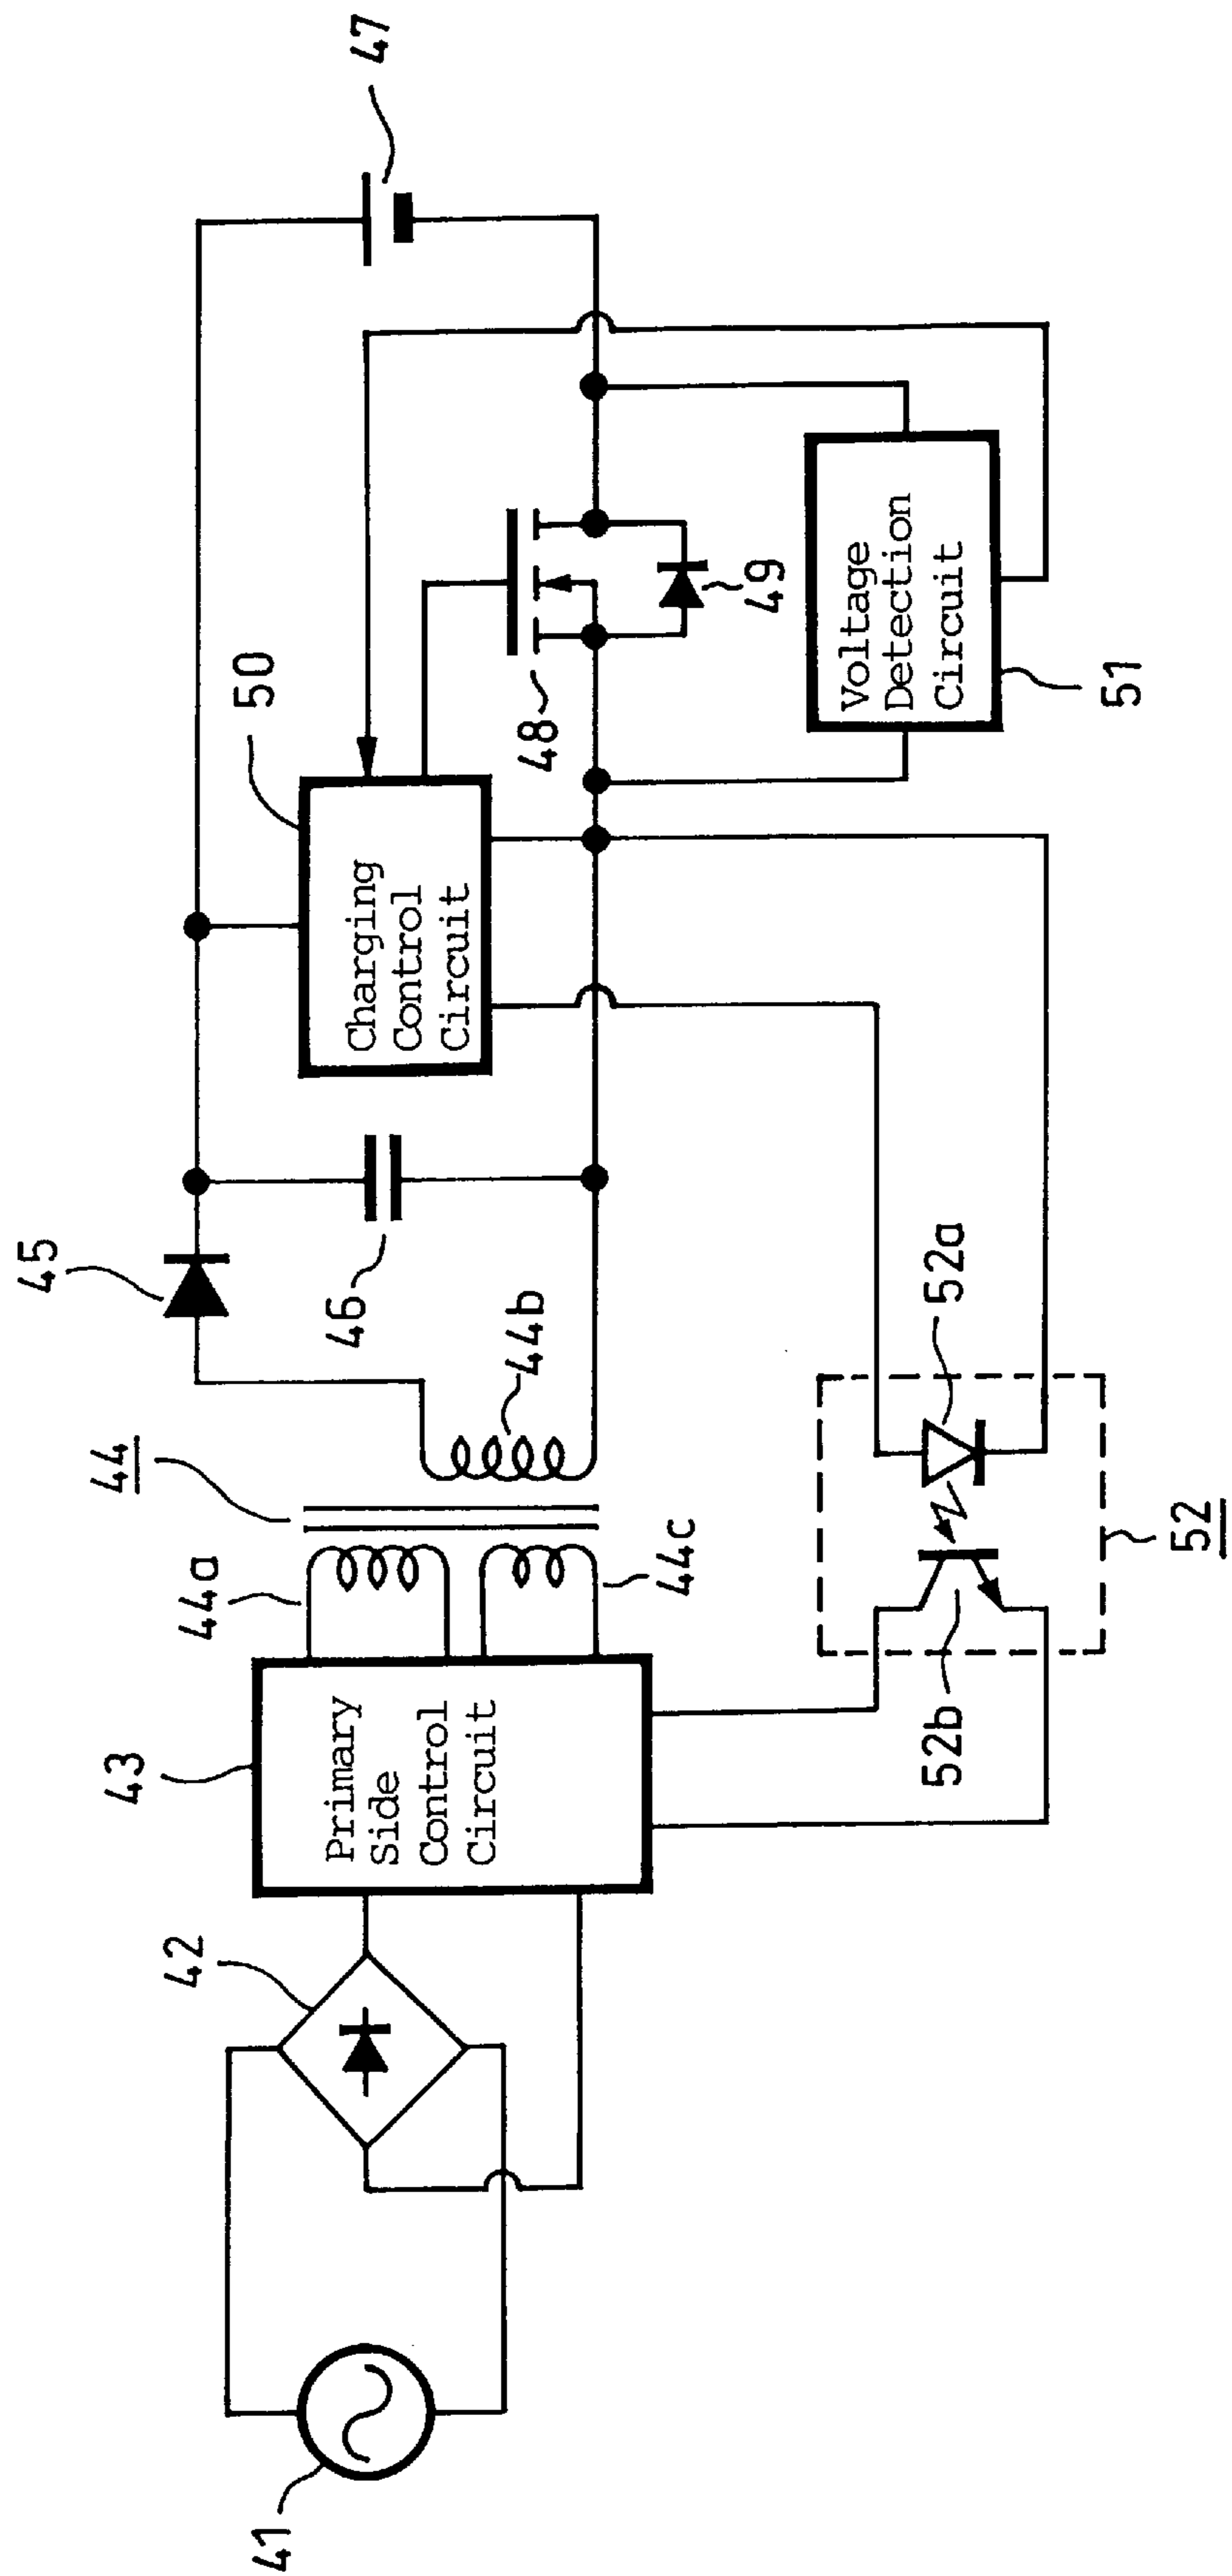 41
42
43
Primary
Side
Control
Circuit
44
44a
44b
44c
45
46
50
Charging
Control
Circuit
47
48
49
Voltage
Detection
Circuit
51
52a
52b
52